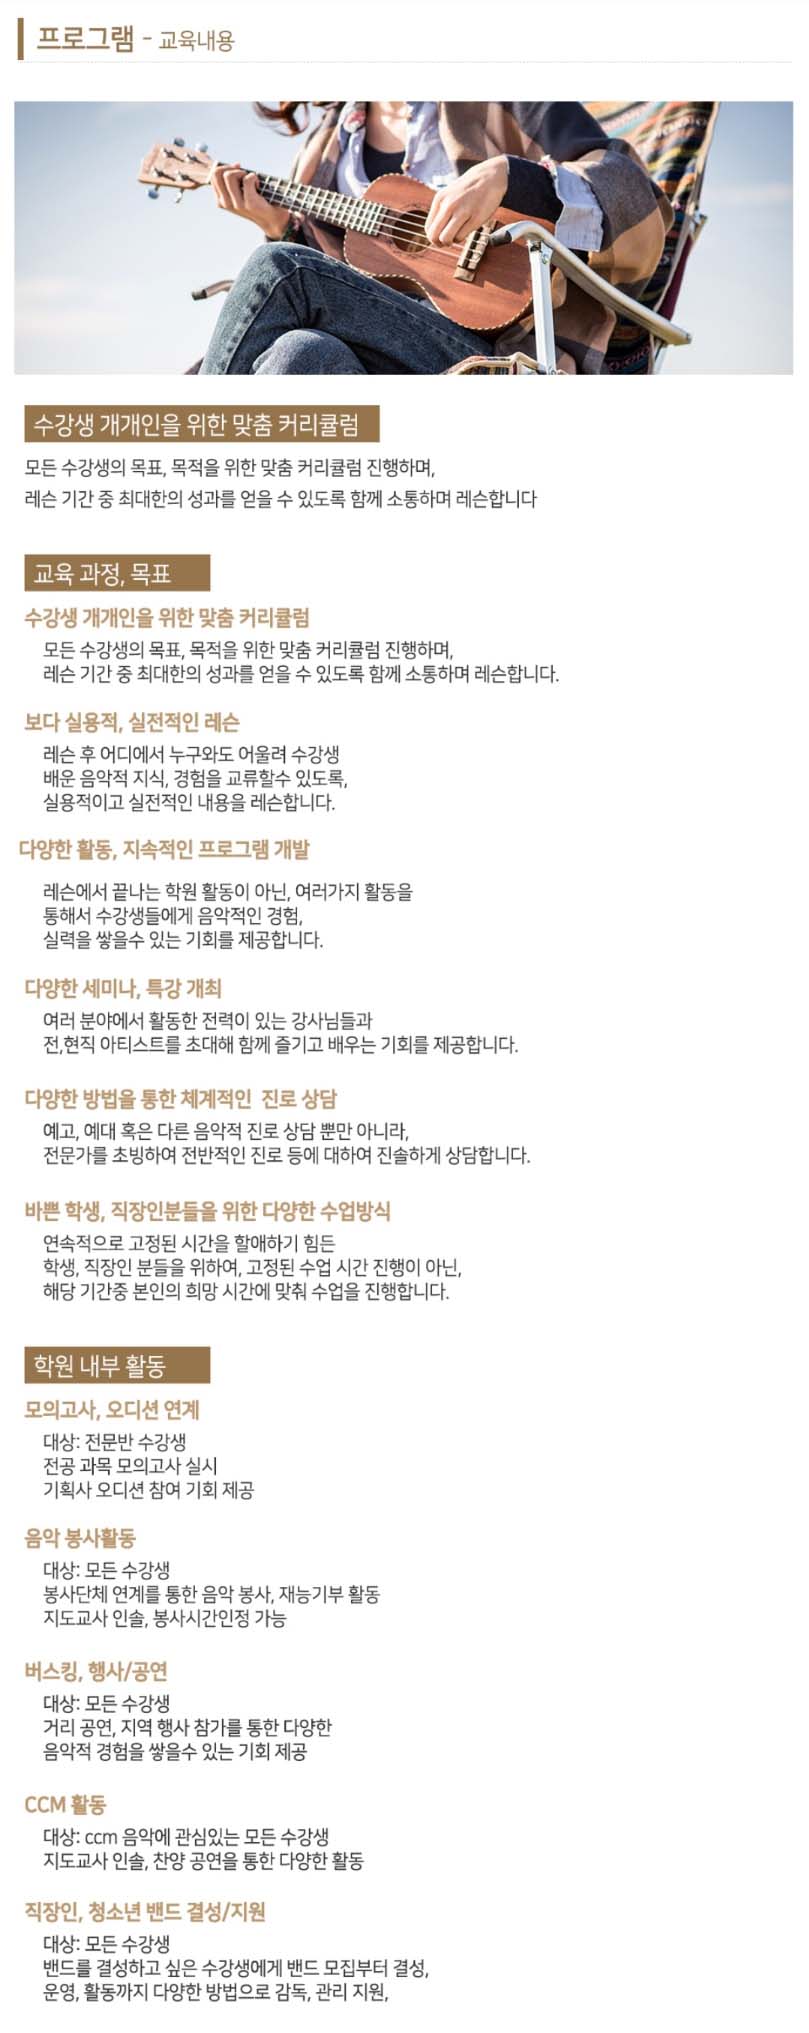 프로그램 - 교육내용
수강생 개개인을 위한 맞춤 커리큘럼
모든 수강생의 목표, 목적을 위한 맞춤 커리큘럼 진행하며,
레슨 기간 중 최대한의 성과를 얻을 수 있도록 함께 소통하며 레슨합니다
교육 과정, 목표
수강생 개개인을 위한 맞춤 커리큘럼
모든 수강생의 목표, 목적을 위한 맞춤 커리큘럼 진행하며,
레슨 기간 중 최대한의 성과를 얻을 수 있도록 함께 소통하며 레슨합니다.
보다 실용적, 실전적인 레슨
레슨 후 어디에서 누구와도 어울려 수강생
배운 음악적 지식, 경험을 교류할수 있도록,
실용적이고 실전적인 내용을 레슨합니다.
다양한 활동, 지속적인 프로그램 개발
레슨에서 끝나는 학원 활동이 아닌, 여러가지 활동을
통해서 수강생들에게 음악적인 경험,
실력을 쌓을수 있는 기회를 제공합니다.
다양한 세미나, 특강 개최
여러 분야에서 활동한 전력이 있는 강사님들과
전,현직 아티스트를 초대해 함께 즐기고 배우는 기회를 제공합니다.
다양한 방법을 통한 체계적인 진로 상담
예고, 예대 혹은 다른 음악적 진로 상담 뿐만 아니라,
전문가를 초빙하여 전반적인 진로 등에 대하여 진솔하게 상담합니다.
바쁜 학생, 직장인분들을 위한 다양한 수업방식
연속적으로 고정된 시간을 할애하기 힘든
학생, 직장인 분들을 위하여, 고정된 수업 시간 진행이 아닌,
해당 기간중 본인의 희망 시간에 맞춰 수업을 진행합니다.
학원 내부 활동
모의고사, 오디션 연계
대상: 전문반 수강생
전공 과목 모의고사 실시
기획사 오디션 참여 기회 제공
음악 봉사활동
대상: 모든 수강생
봉사단체 연계를 통한 음악 봉사, 재능기부 활동
지도교사 인솔, 봉사시간인정 가능
버스킹, 행사/공연
대상: 모든 수강생
거리 공연, 지역 행사 참가를 통한 다양한
음악적 경험을 쌓을수 있는 기회 제공
CCM 활동
대상: ccm 음악에 관심있는 모든 수강생
지도교사 인솔, 찬양 공연을 통한 다양한 활동
직장인, 청소년 밴드 결성/지원
대상: 모든 수강생
밴드를 결성하고 싶은 수강생에게 밴드 모집부터 결성,
운영, 활동까지 다양한 방법으로 감독, 관리 지원,